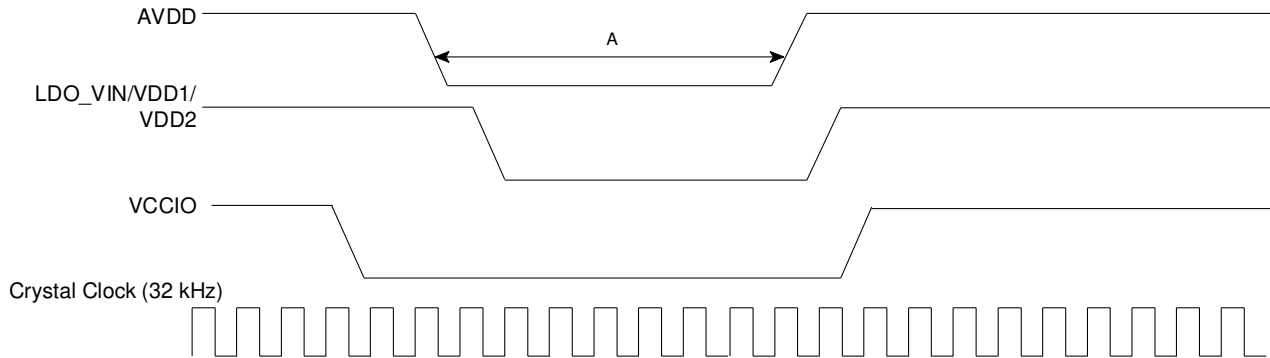 AVDD
A
LDO_VIN/VDD1/
VDD2
VCCIO
Crystal Clock (32 kHz)